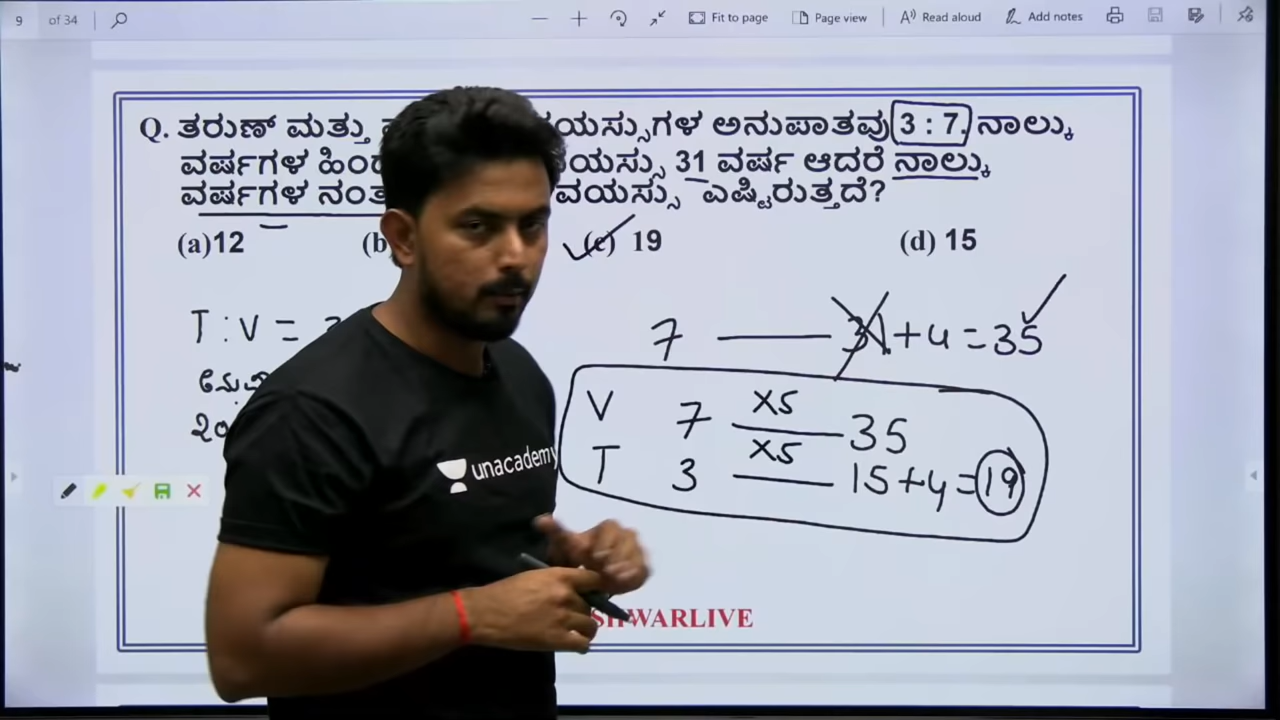 9 of 34 Fit to page Page view Read aloud Add notes
Q. ತರುಣ್ ಮತ್ತು ವಯಸ್ಸುಗಳ ಅನುಪಾತವು 3 : 7. ನಾಲ್ಕು
ವರ್ಷಗಳ ಹಿಂದೆ ವಯಸ್ಸು 31 ವರ್ಷ ಆದರೆ ನಾಲ್ಕು
ವರ್ಷಗಳ ನಂತ ವಯಸ್ಸು ಎಷ್ಟಿರುತ್ತದೆ?
(a)12 (b (c) 19 (d) 15
T : V = 3
7 — 31 + 4 = 35
V 7 x5 35
T 3 x5 15+4=19
unacademy
SHWARLIVE